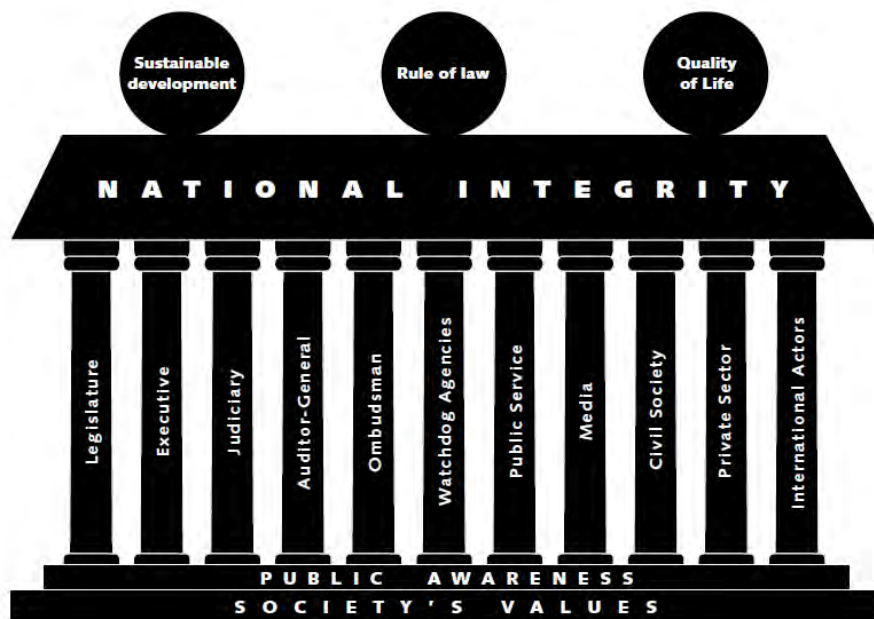 Sustainable
development
Rule of law
Quality
of Life
NATIONAL INTEGRITY
Legislature
Executive
Judiciary
Auditor-General
Ombudsman
Watchdog Agencies
Public Service
Media
Civil Society
Private Sector
International Actors
PUBLIC AWARENESS
SOCIETY'S VALUES